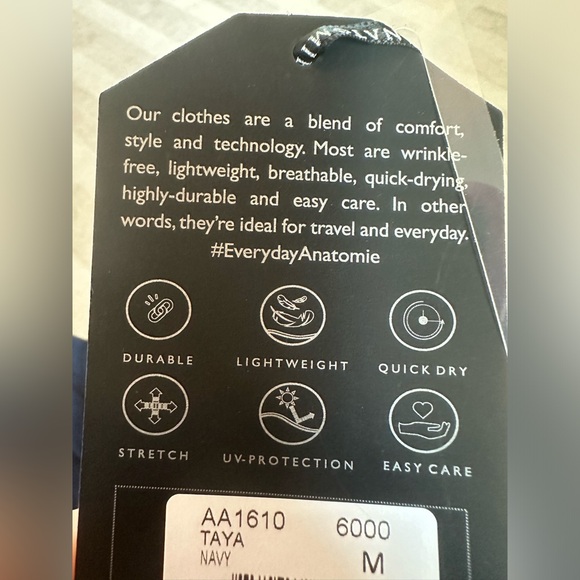 Our clothes are a blend of comfort,
style and technology. Most are wrinkle-
free, lightweight, breathable, quick-drying,
highly-durable and easy care. In other
words, they're ideal for travel and everyday.
#EverydayAnatomie
DURABLE LIGHTWEIGHT QUICK DRY
STRETCH UV-PROTECTION EASY CARE
AA1610 6000
TAYA
NAVY M